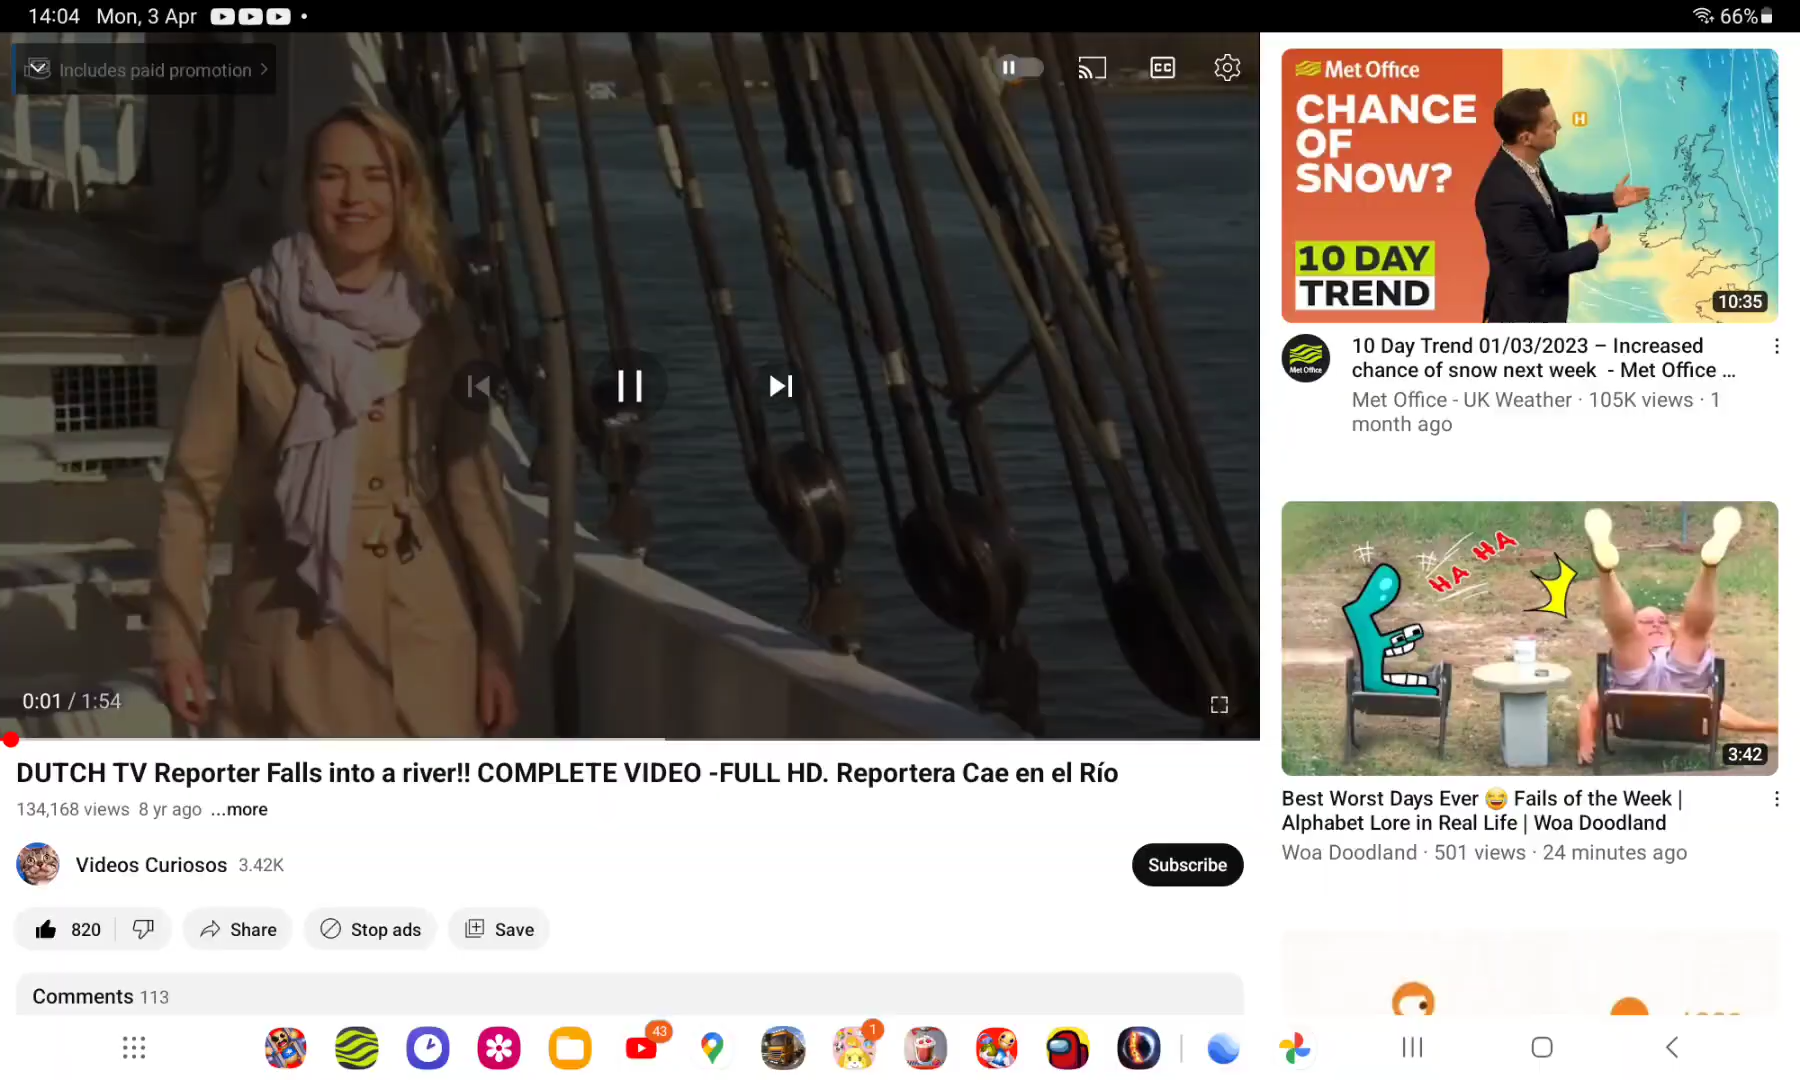 14:04 Mon, 3 Apr
66%
Includes paid promotion
CC
0:01 / 1:54
DUTCH TV Reporter Falls into a river!! COMPLETE VIDEO -FULL HD. Reportera Cae en el Río
134,168 views 8 yr ago ...more
Videos Curiosos 3.42K
Subscribe
820
Share
Stop ads
Save
Comments 113
Met Office
CHANCE
OF
SNOW?
10 DAY
TREND
H
10:35
Met Office
10 Day Trend 01/03/2023 – Increased
chance of snow next week - Met Office ...
Met Office - UK Weather · 105K views · 1
month ago
HA HA
3:42
Best Worst Days Ever 😂 Fails of the Week |
Alphabet Lore in Real Life | Woa Doodland
Woa Doodland · 501 views · 24 minutes ago
43
1